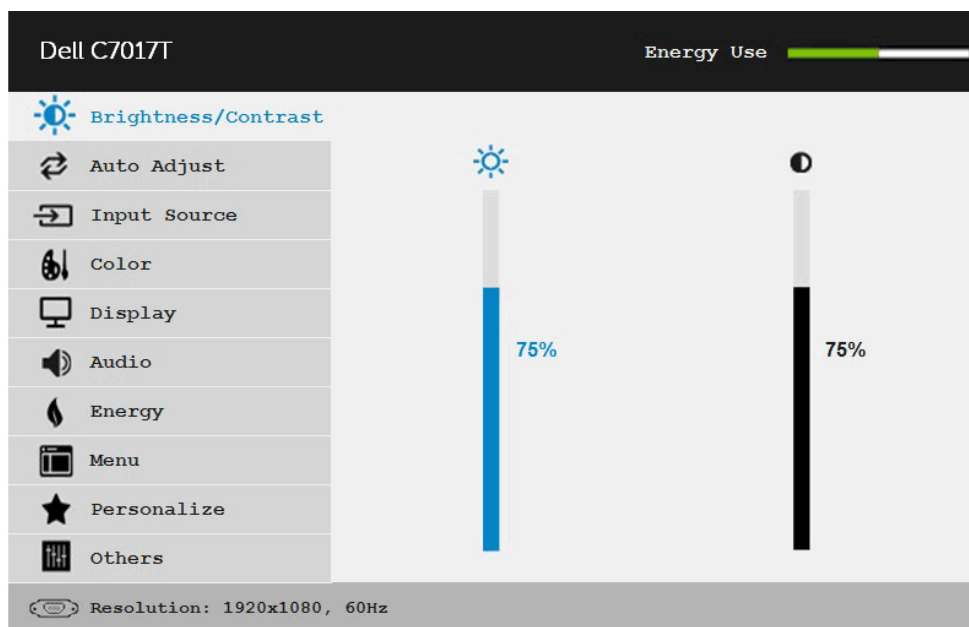 Dell C7017T
Energy Use
Brightness/Contrast
Auto Adjust
Input Source
Color
Display
75%
75%
Audio
Energy
Menu
Personalize
Others
Resolution: 1920x1080, 60Hz